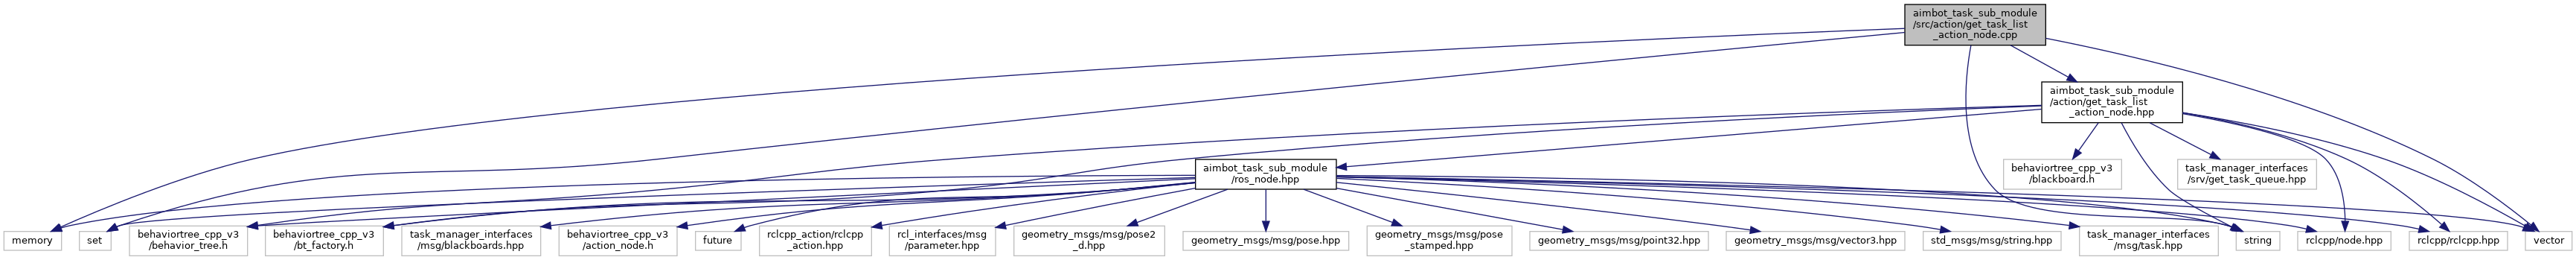 aimbot_task_sub_module
/src/action/get_task_list
_action_node.cpp
aimbot_task_sub_module
/action/get_task_list
_action_node.hpp
aimbot_task_sub_module
/ros_node.hpp
behaviortree_cpp_v3
/blackboard.h
task_manager_interfaces
/srv/get_task_queue.hpp
memory
set
behaviortree_cpp_v3
/behavior_tree.h
behaviortree_cpp_v3
/bt_factory.h
task_manager_interfaces
/msg/blackboards.hpp
behaviortree_cpp_v3
/action_node.h
future
rclcpp_action/rclcpp
_action.hpp
rcl_interfaces/msg
/parameter.hpp
geometry_msgs/msg/pose2
_d.hpp
geometry_msgs/msg/pose.hpp
geometry_msgs/msg/pose
_stamped.hpp
geometry_msgs/msg/point32.hpp
geometry_msgs/msg/vector3.hpp
std_msgs/msg/string.hpp
task_manager_interfaces
/msg/task.hpp
string
rclcpp/node.hpp
rclcpp/rclcpp.hpp
vector